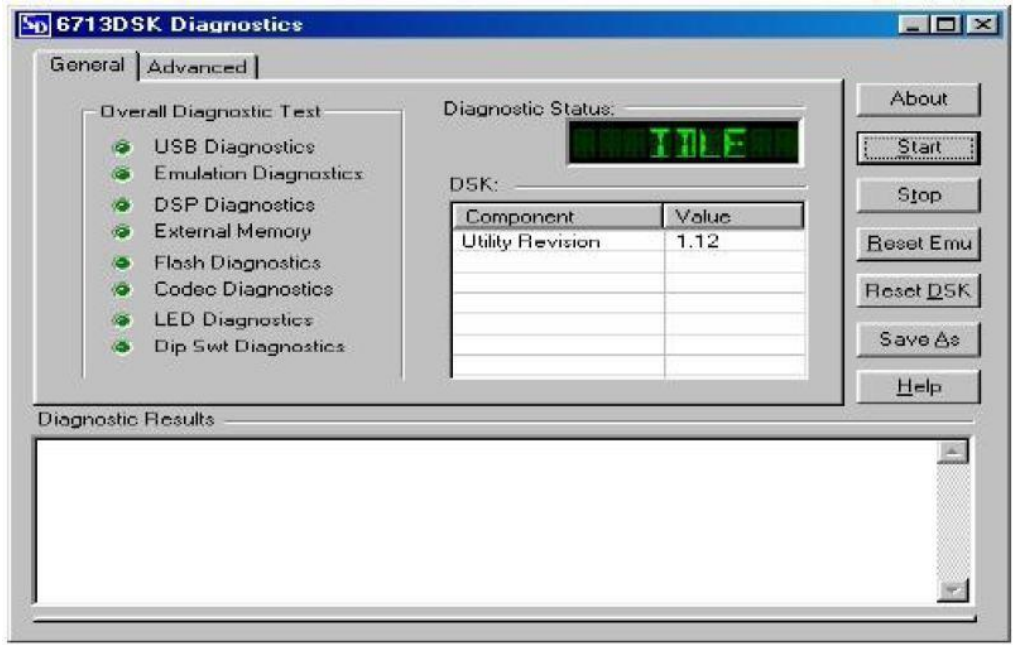 SD 6713DSK Diagnostics
General Advanced
Overall Diagnostic Test
USB Diagnostics
Emulation Diagnostics
DSP Diagnostics
External Memory
Flash Diagnostics
Codec Diagnostics
LED Diagnostics
Dip Swt Diagnostics
Diagnostic Status:
IDLE
DSK:
Component Value
Utility Revision 1.12
About
Start
Stop
Reset Emu
Reset DSK
Save As
Help
Diagnostic Results